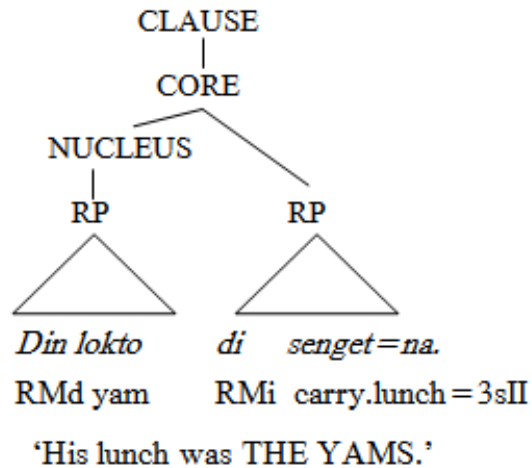 CLAUSE
CORE
NUCLEUS
RP RP
Din lokto di senget=na.
RMd yam RMi carry.lunch=3sII
‘His lunch was THE YAMS.’